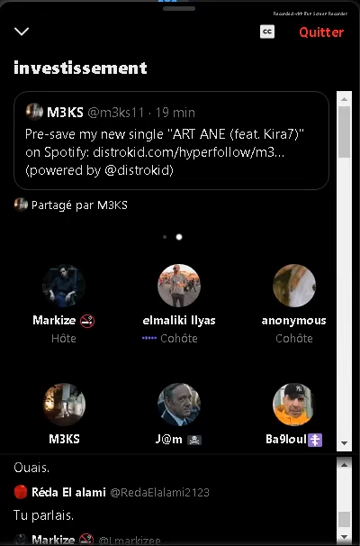 Recorded with Ecut Screen Recorder
CC Quitter
investissement
M3KS @m3ks11 · 19 min
Pre-save my new single "ART ANE (feat. Kira7)"
on Spotify: distrokid.com/hyperfollow/m3...
(powered by @distrokid)
Partagé par M3KS
Markize 🚭 elmaliki Ilyas anonymous
Hôte Cohôte Cohôte
M3KS J@m ☠️ Ba9loul✝️
Ouais.
Réda El alami @RedaElalami2123
Tu parlais.
Markize 🚭 @Lmarkizee